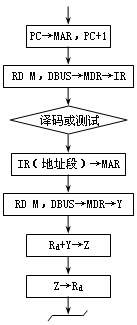 PC→MAR, PC+1
RD M, DBUS→MDR→IR
译码或测试
IR(地址段)→MAR
RD M, DBUS→MDR→Y
Rd+Y→Z
Z→Rd